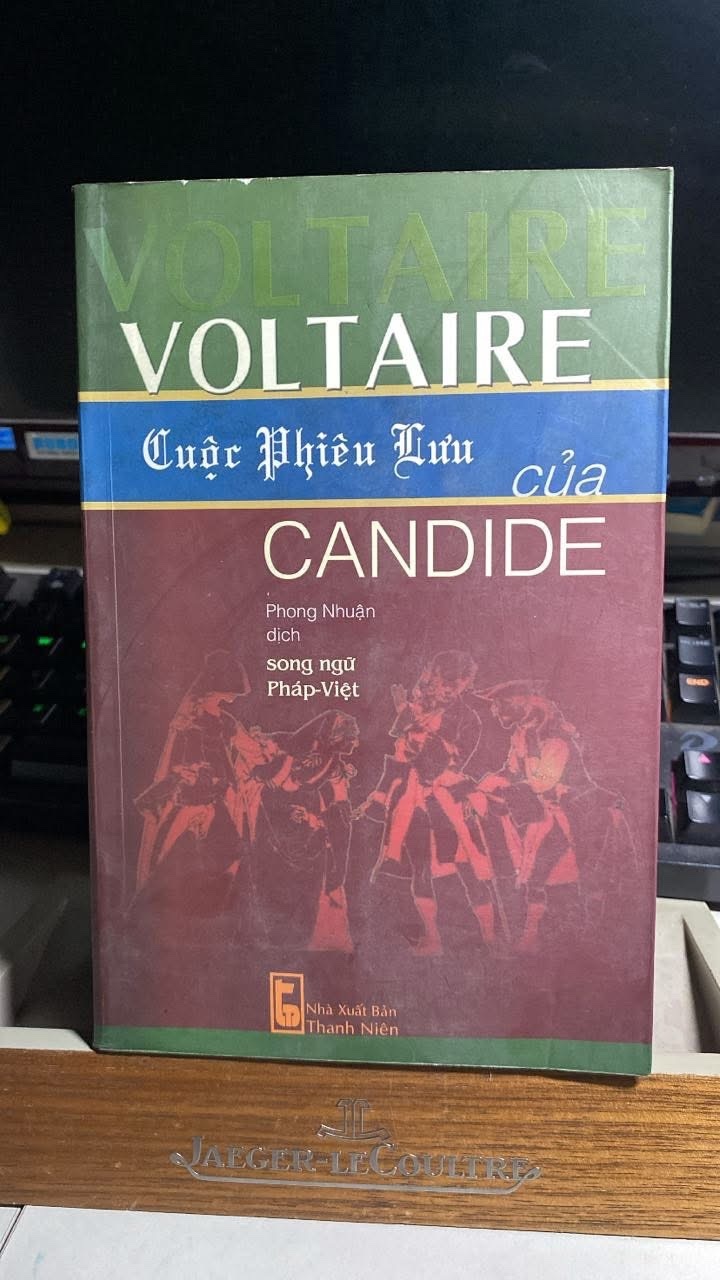 VOLTAIRE
VOLTAIRE
Cuộc Phiêu Lưu
của
CANDIDE
Phong Nhuận
dịch
song ngữ
Pháp-Việt
Nhà Xuất Bản
Thanh Niên
JAEGER-LECOULTRE
END